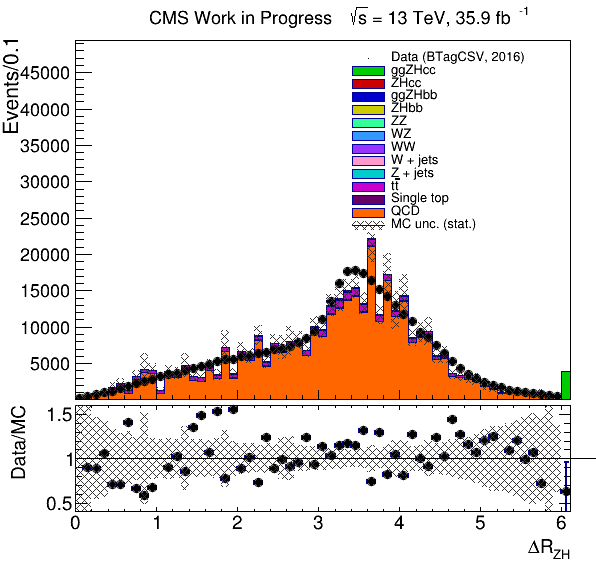 CMS Work in Progress √s = 13 TeV, 35.9 fb⁻¹
Events/0.1
45000
40000
35000
30000
25000
20000
15000
10000
5000
Data (BTagCSV, 2016)
ggZHcc
ZHcc
ggZHbb
ZHbb
ZZ
WZ
WW
W + jets
Z + jets
tt̅
Single top
QCD
MC unc. (stat.)
Data/MC
1.5
1
0.5
0 1 2 3 4 5 6
ΔR_ZH